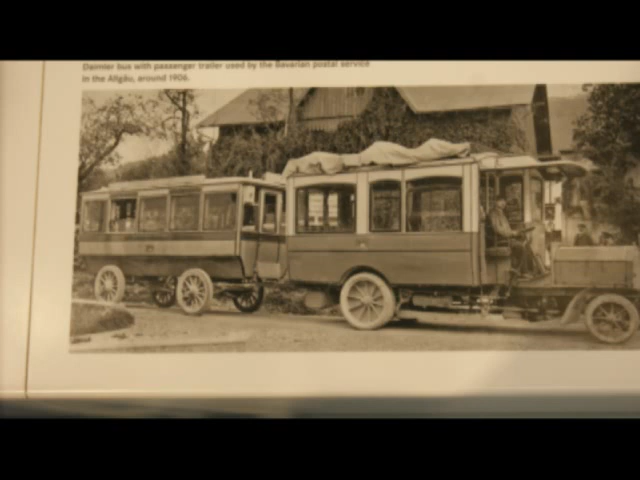 Daimler bus with passenger trailer used by the Bavarian postal service
in the Allgäu, around 1906.